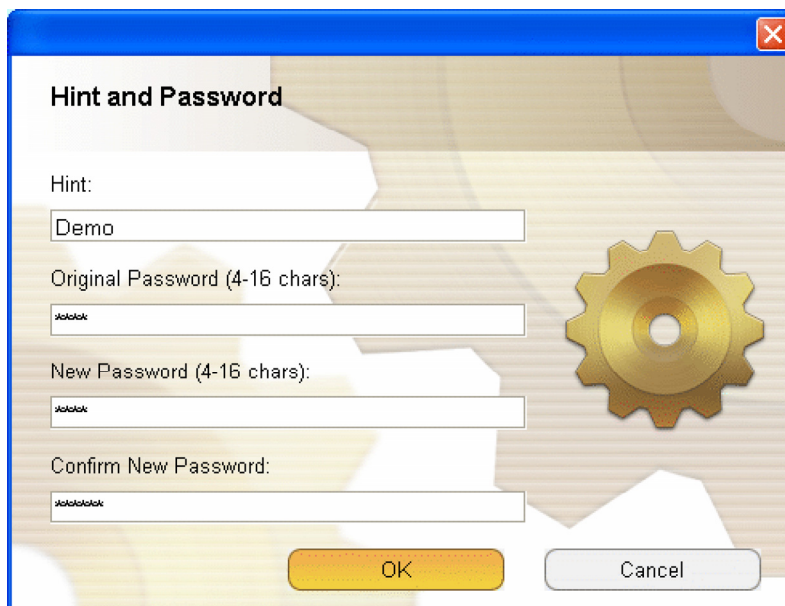 Hint and Password
Hint:
Demo
Original Password (4-16 chars):
****
New Password (4-16 chars):
****
Confirm New Password:
******
OK
Cancel